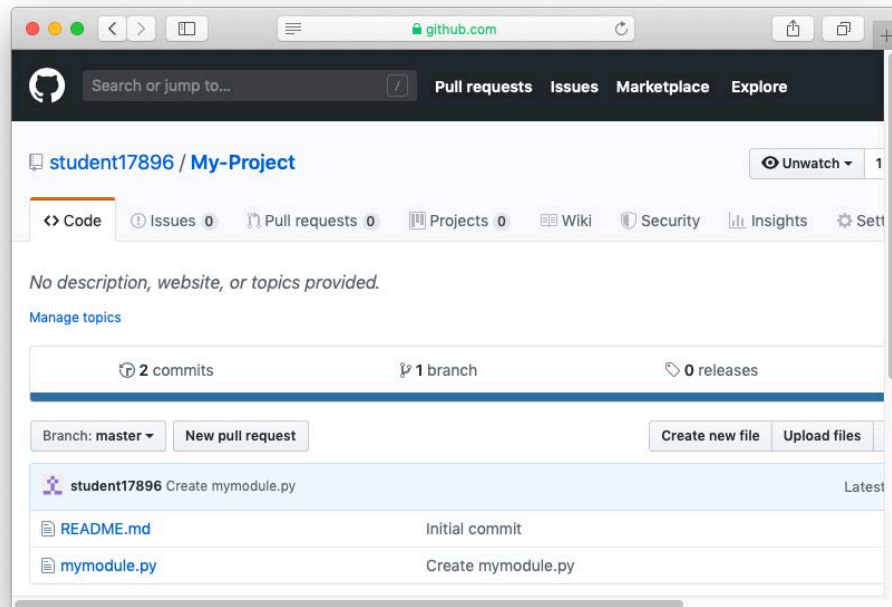 github.com
Search or jump to... / Pull requests Issues Marketplace Explore
student17896 / My-Project Unwatch 1
Code Issues 0 Pull requests 0 Projects 0 Wiki Security Insights Sett
No description, website, or topics provided.
Manage topics
2 commits 1 branch 0 releases
Branch: master New pull request Create new file Upload files
student17896 Create mymodule.py Latest
README.md Initial commit
mymodule.py Create mymodule.py